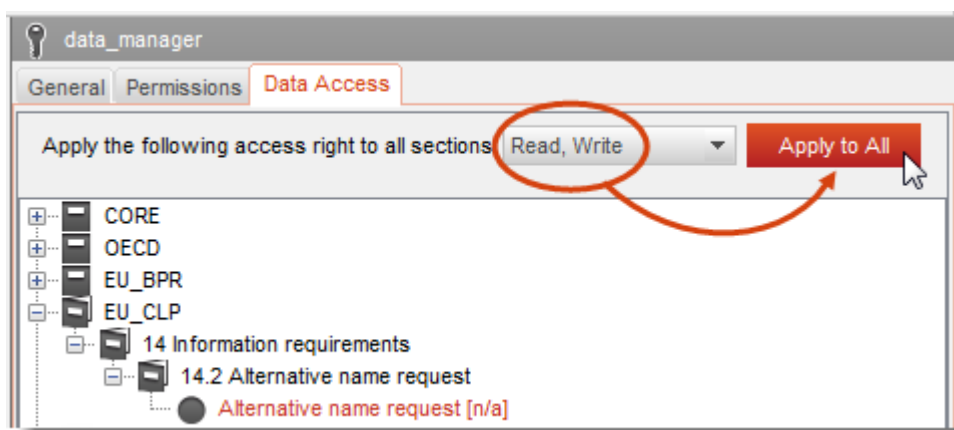 data_manager
General Permissions Data Access
Apply the following access right to all sections Read, Write Apply to All
CORE
OECD
EU_BPR
EU_CLP
14 Information requirements
14.2 Alternative name request
Alternative name request [n/a]